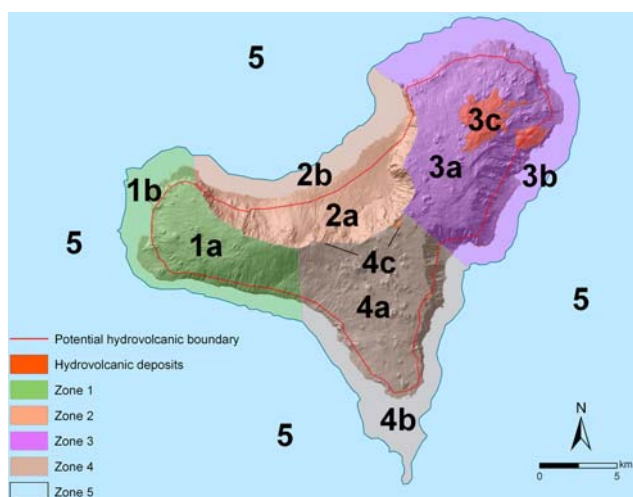 5
3c
1b
2b
3a
3b
2a
5
1a
4c
5
4a
Potential hydrovolcanic boundary
Hydrovolcanic deposits
Zone 1
Zone 2
Zone 3
Zone 4
Zone 5
5
4b
N
0
5
km